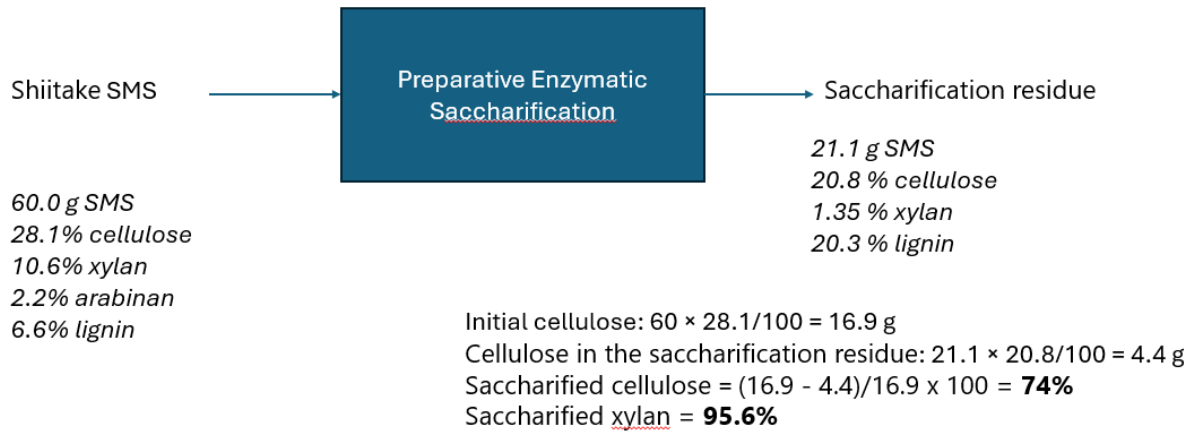 Shiitake SMS
Preparative Enzymatic
Saccharification
Saccharification residue
60.0 g SMS
28.1% cellulose
10.6% xylan
2.2% arabinan
6.6% lignin
21.1 g SMS
20.8 % cellulose
1.35 % xylan
20.3 % lignin
Initial cellulose: 60 × 28.1/100 = 16.9 g
Cellulose in the saccharification residue: 21.1 × 20.8/100 = 4.4 g
Saccharified cellulose = (16.9 - 4.4)/16.9 x 100 = 74%
Saccharified xylan = 95.6%